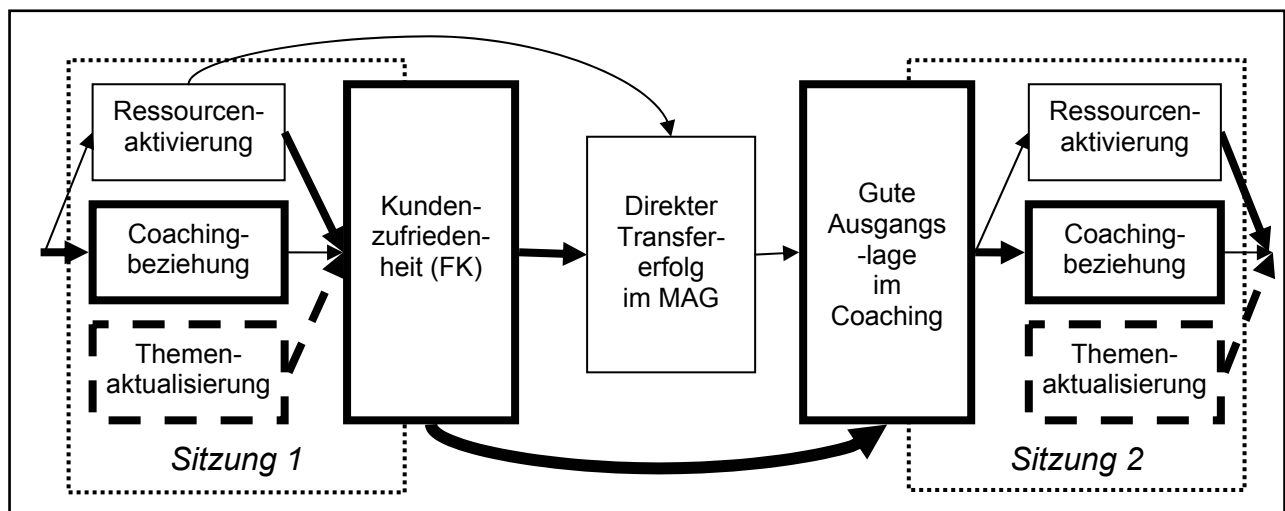 Ressourcen-
aktivierung
Coaching-
beziehung
Themen-
aktualisierung
Sitzung 1
Kunden-
zufrieden-
heit (FK)
Direkter
Transfer-
erfolg
im MAG
Gute
Ausgangs
-lage
im
Coaching
Ressourcen-
aktivierung
Coaching-
beziehung
Themen-
aktualisierung
Sitzung 2